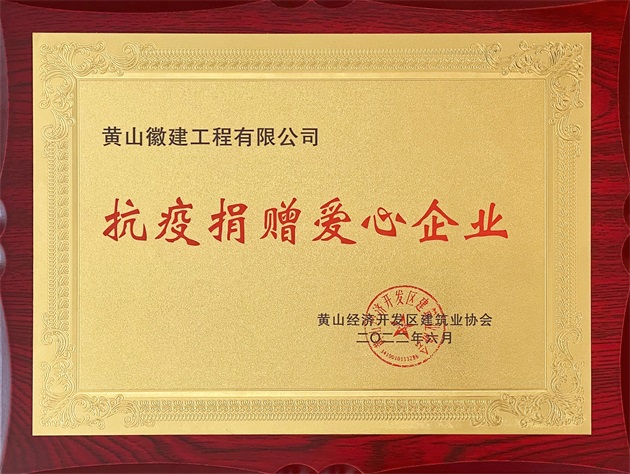 黄山徽建工程有限公司
抗疫捐赠爱心企业
黄山经济开发区建筑业协会
二〇二二年六月